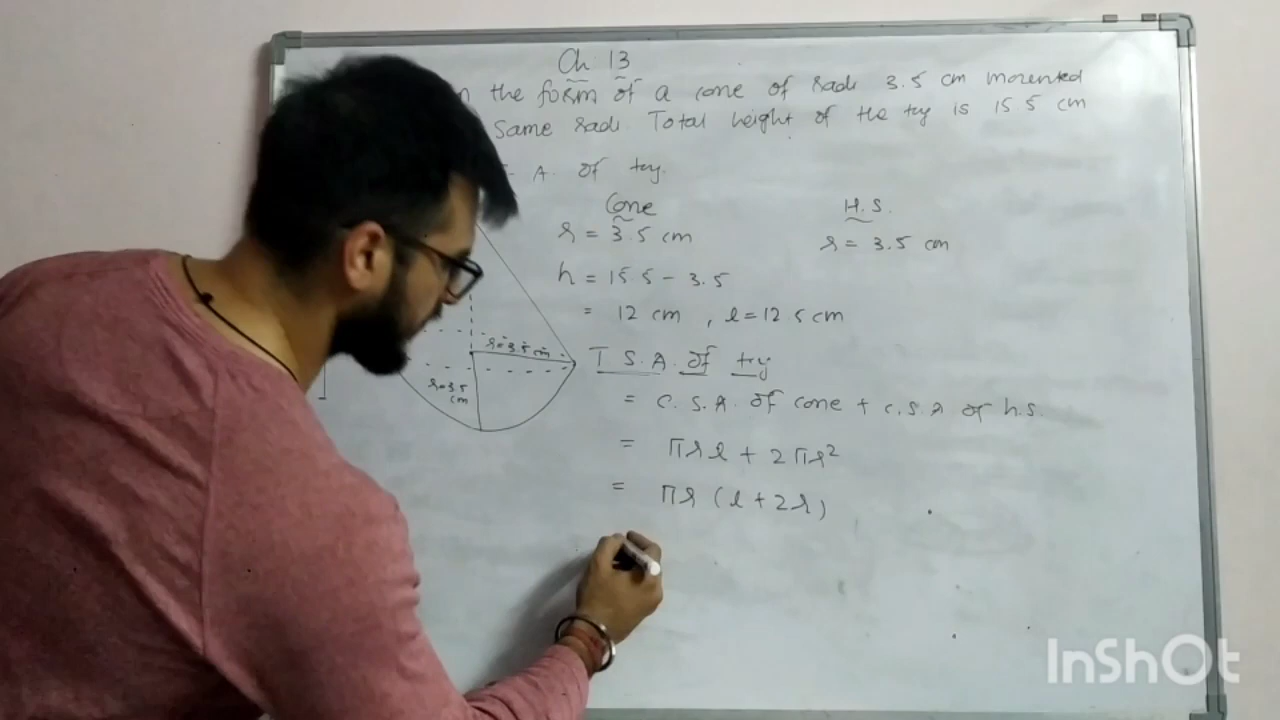 Ch 13
the form of a cone of radi 3.5 cm mounted
Same radi. Total height of the toy is 15.5 cm
A. of toy.
Cone
r = 3.5 cm
h = 15.5 - 3.5
= 12 cm , l = 12.5 cm
H.S.
r = 3.5 cm
r=3.5 cm
r=3.5
cm
T.S.A. of toy
= C.S.A. of cone + C.S.A. of h.s.
= πrl + 2πr²
= πr (l + 2r)
InShOt